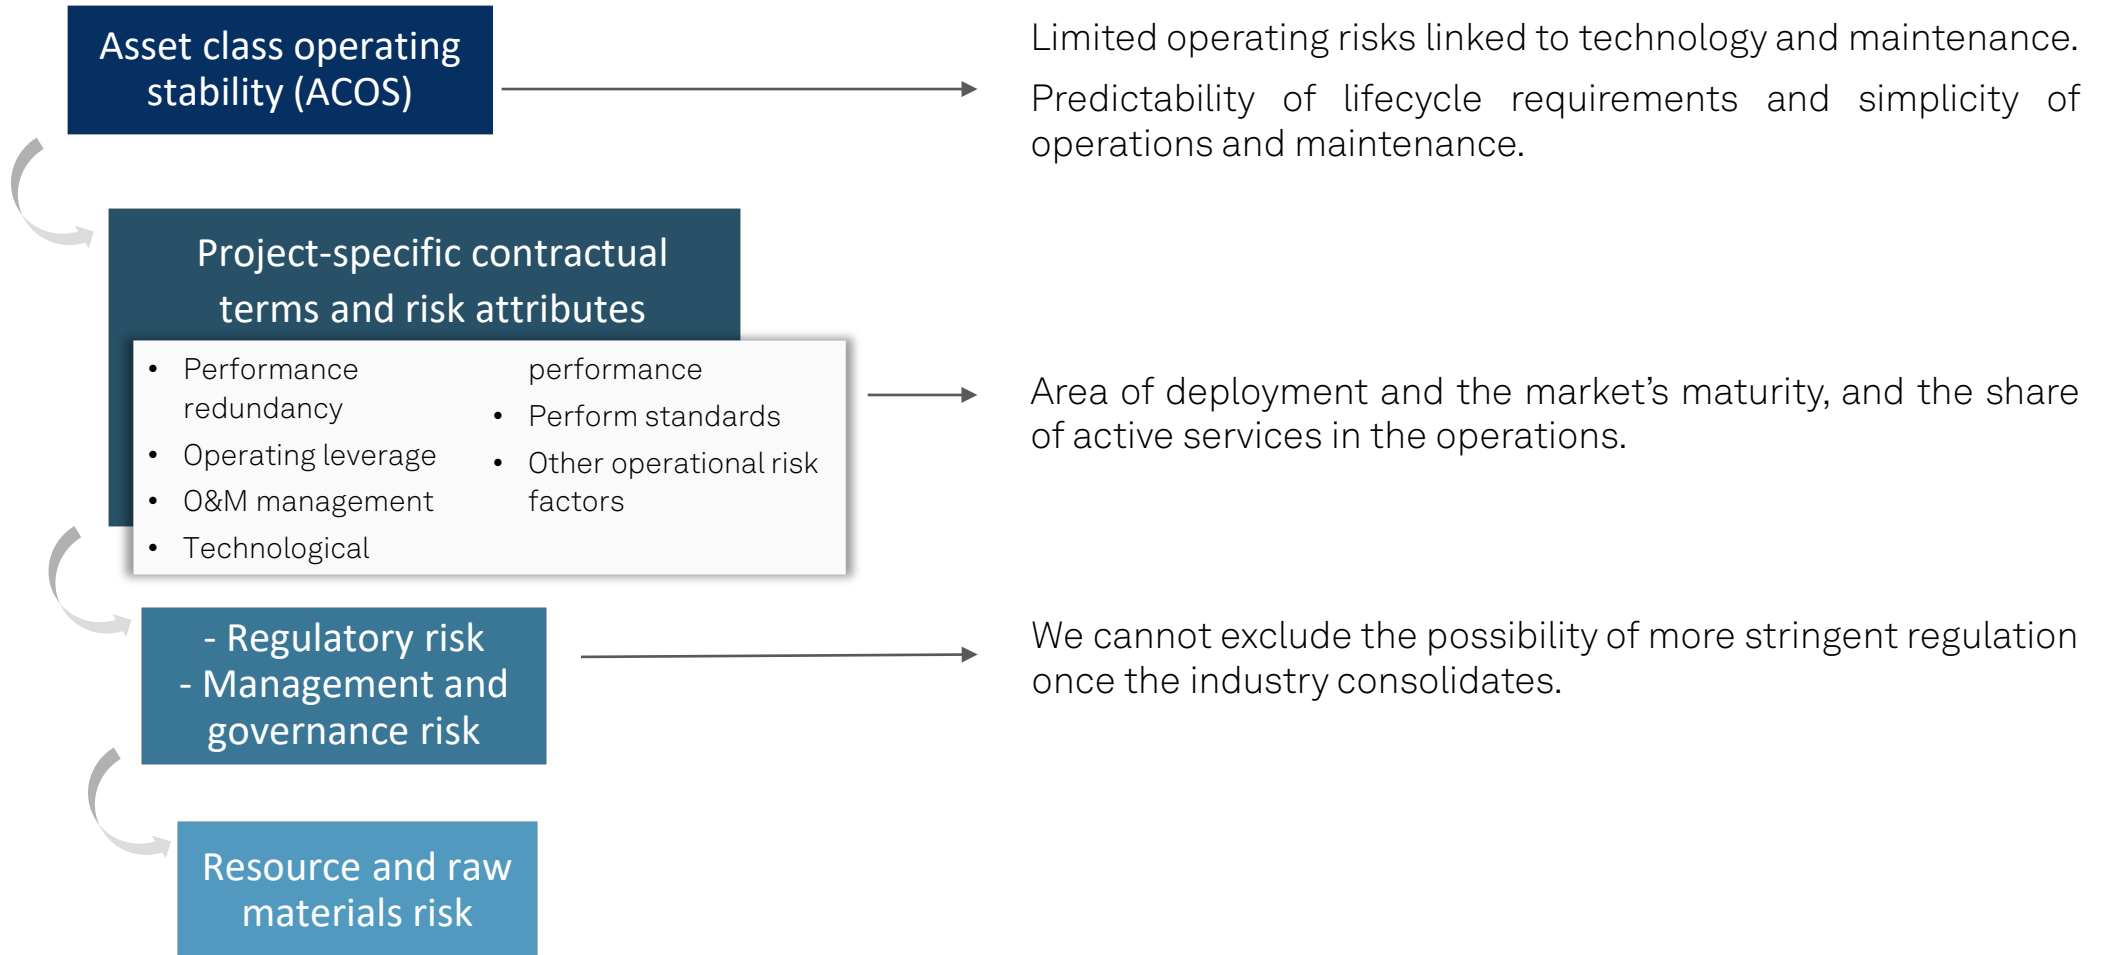 Asset class operating
stability (ACOS)
Limited operating risks linked to technology and maintenance.
Predictability of lifecycle requirements and simplicity of
operations and maintenance.
Project-specific contractual
terms and risk attributes
• Performance
redundancy
• Operating leverage
• O&M management
• Technological
performance
• Perform standards
• Other operational risk
factors
Area of deployment and the market’s maturity, and the share
of active services in the operations.
- Regulatory risk
- Management and
governance risk
We cannot exclude the possibility of more stringent regulation
once the industry consolidates.
Resource and raw
materials risk